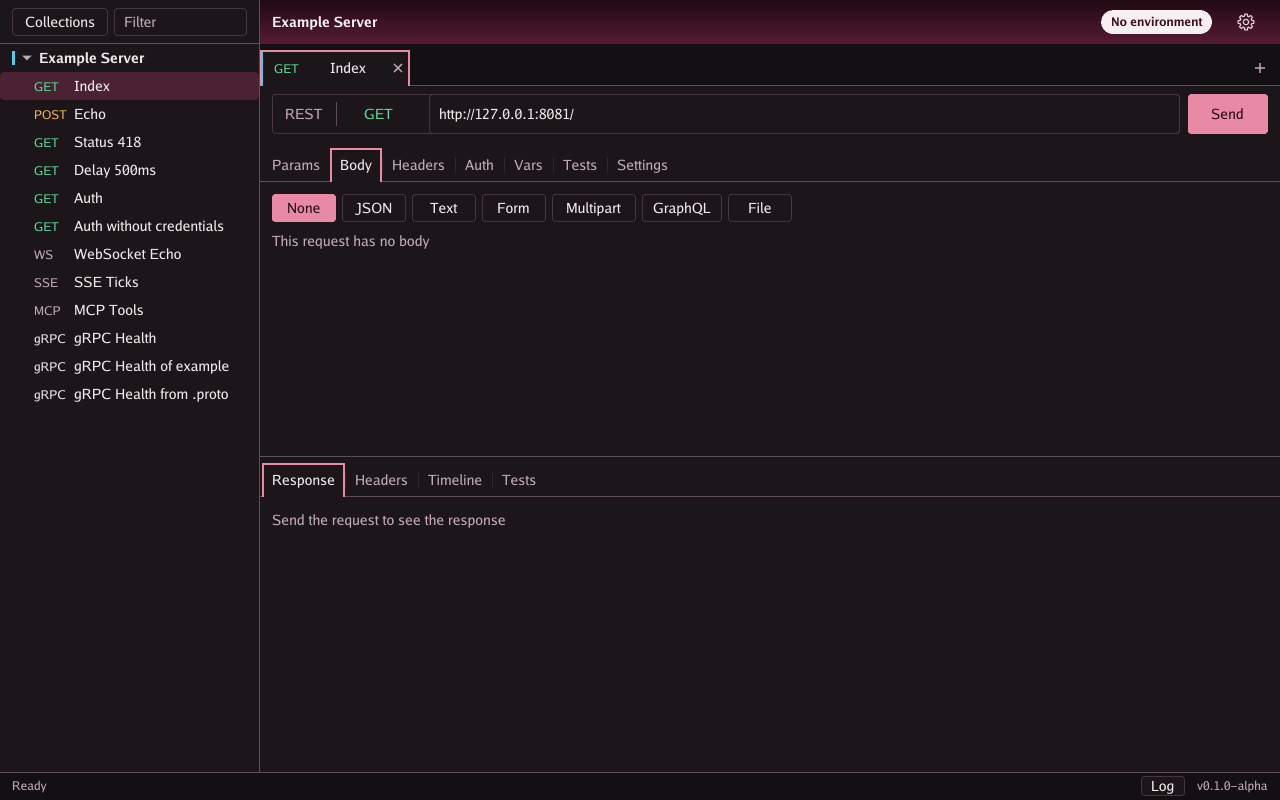 Collections
Filter
Example Server
No environment
Example Server
GET Index
POST Echo
GET Status 418
GET Delay 500ms
GET Auth
GET Auth without credentials
WS WebSocket Echo
SSE SSE Ticks
MCP MCP Tools
gRPC gRPC Health
gRPC gRPC Health of example
gRPC gRPC Health from .proto
GET Index
REST GET http://127.0.0.1:8081/ Send
Params Body Headers Auth Vars Tests Settings
None JSON Text Form Multipart GraphQL File
This request has no body
Response Headers Timeline Tests
Send the request to see the response
Ready
Log v0.1.0-alpha